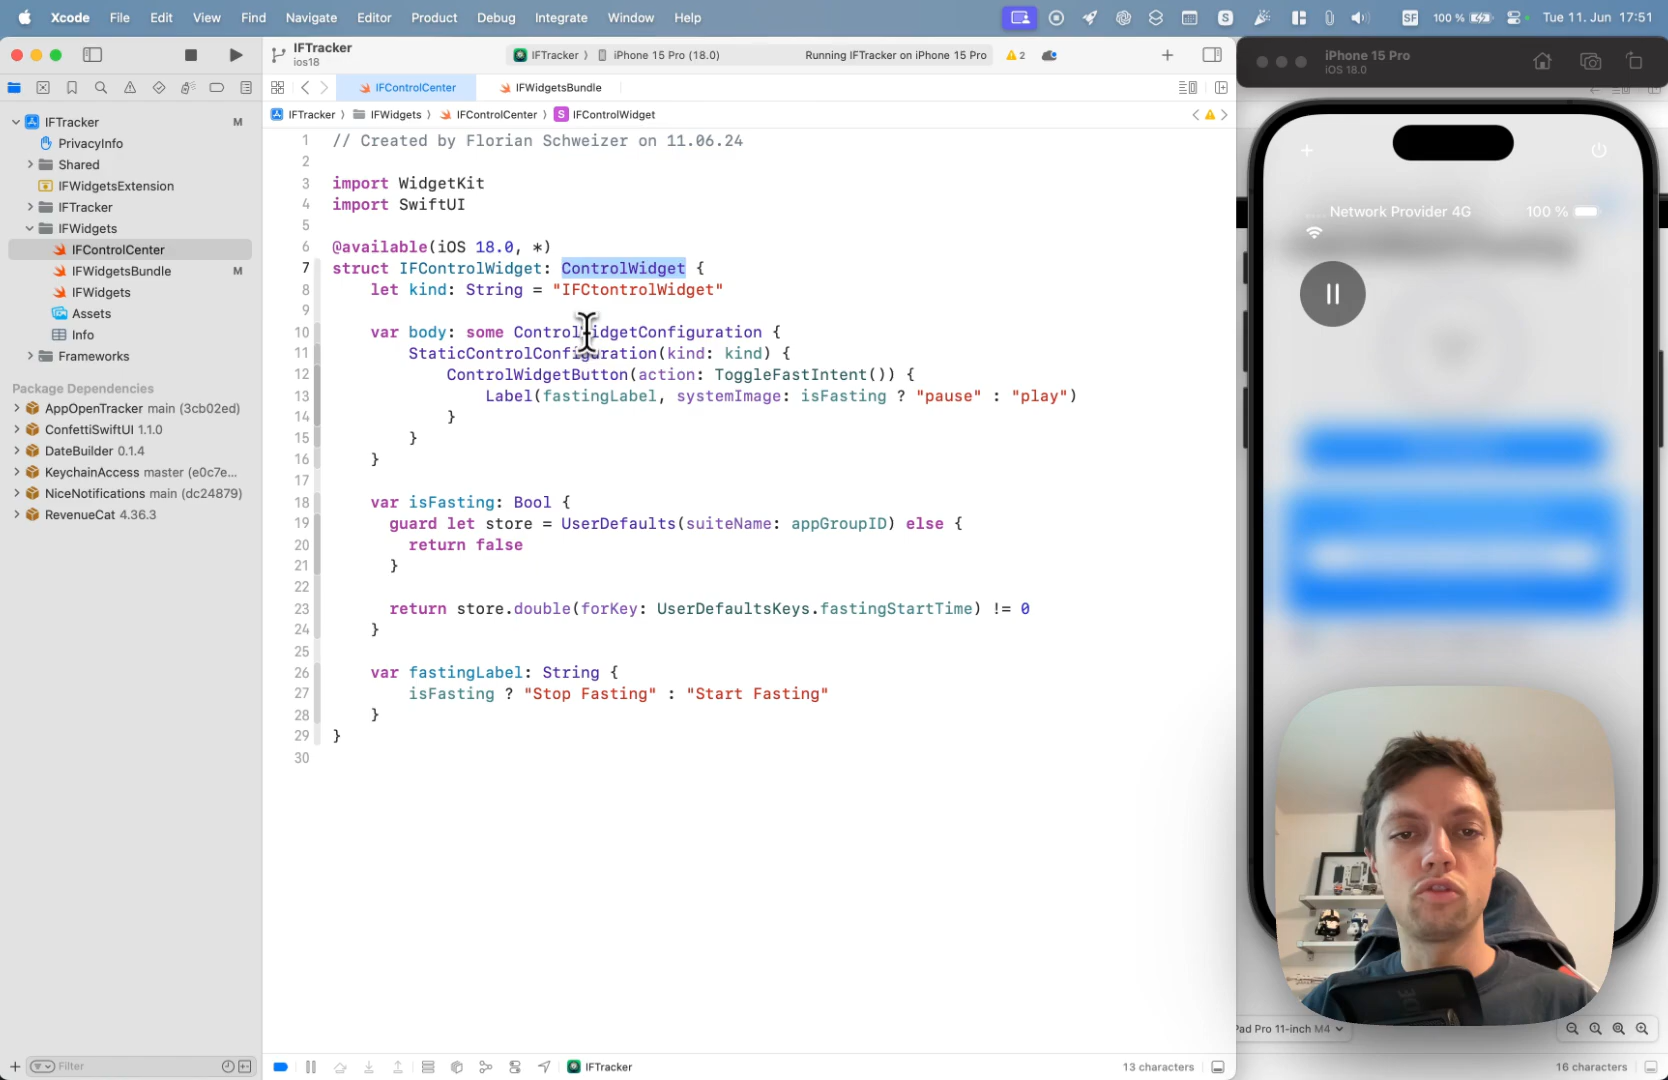 Xcode File Edit View Find Navigate Editor Product Debug Integrate Window Help SF 100 % Tue 11. Jun 17:51
IFTracker
ios18
IFTracker iPhone 15 Pro (18.0) Running IFTracker on iPhone 15 Pro 2
IFControlCenter IFWidgetsBundle
IFTracker IFWidgets IFControlCenter S IFControlWidget
IFTracker M
PrivacyInfo
Shared
IFWidgetsExtension
IFTracker
IFWidgets
IFControlCenter
IFWidgetsBundle M
IFWidgets
Assets
Info
Frameworks
Package Dependencies
AppOpenTracker main (3cb02ed)
ConfettiSwiftUI 1.1.0
DateBuilder 0.1.4
KeychainAccess master (e0c7e...
NiceNotifications main (dc24879)
RevenueCat 4.36.3
Filter
1 // Created by Florian Schweizer on 11.06.24
2
3 import WidgetKit
4 import SwiftUI
5
6 @available(iOS 18.0, *)
7 struct IFControlWidget: ControlWidget {
8 let kind: String = "IFCtontrolWidget"
9
10 var body: some ControlWidgetConfiguration {
11 StaticControlConfiguration(kind: kind) {
12 ControlWidgetButton(action: ToggleFastIntent()) {
13 Label(fastingLabel, systemImage: isFasting ? "pause" : "play")
14 }
15 }
16 }
17
18 var isFasting: Bool {
19 guard let store = UserDefaults(suiteName: appGroupID) else {
20 return false
21 }
22
23 return store.double(forKey: UserDefaultsKeys.fastingStartTime) != 0
24 }
25
26 var fastingLabel: String {
27 isFasting ? "Stop Fasting" : "Start Fasting"
28 }
29 }
30
IFTracker 13 characters
iPhone 15 Pro
iOS 18.0
Network Provider 4G 100 %
Pad Pro 11-inch M4
16 characters